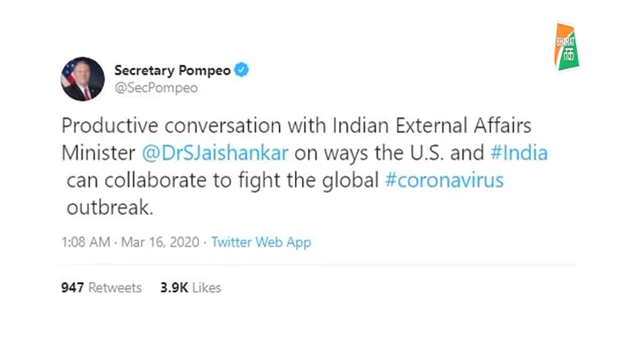 BHARAT
तक
Secretary Pompeo
@SecPompeo
Productive conversation with Indian External Affairs
Minister @DrSJaishankar on ways the U.S. and #India
can collaborate to fight the global #coronavirus
outbreak.
1:08 AM · Mar 16, 2020 · Twitter Web App
947 Retweets 3.9K Likes